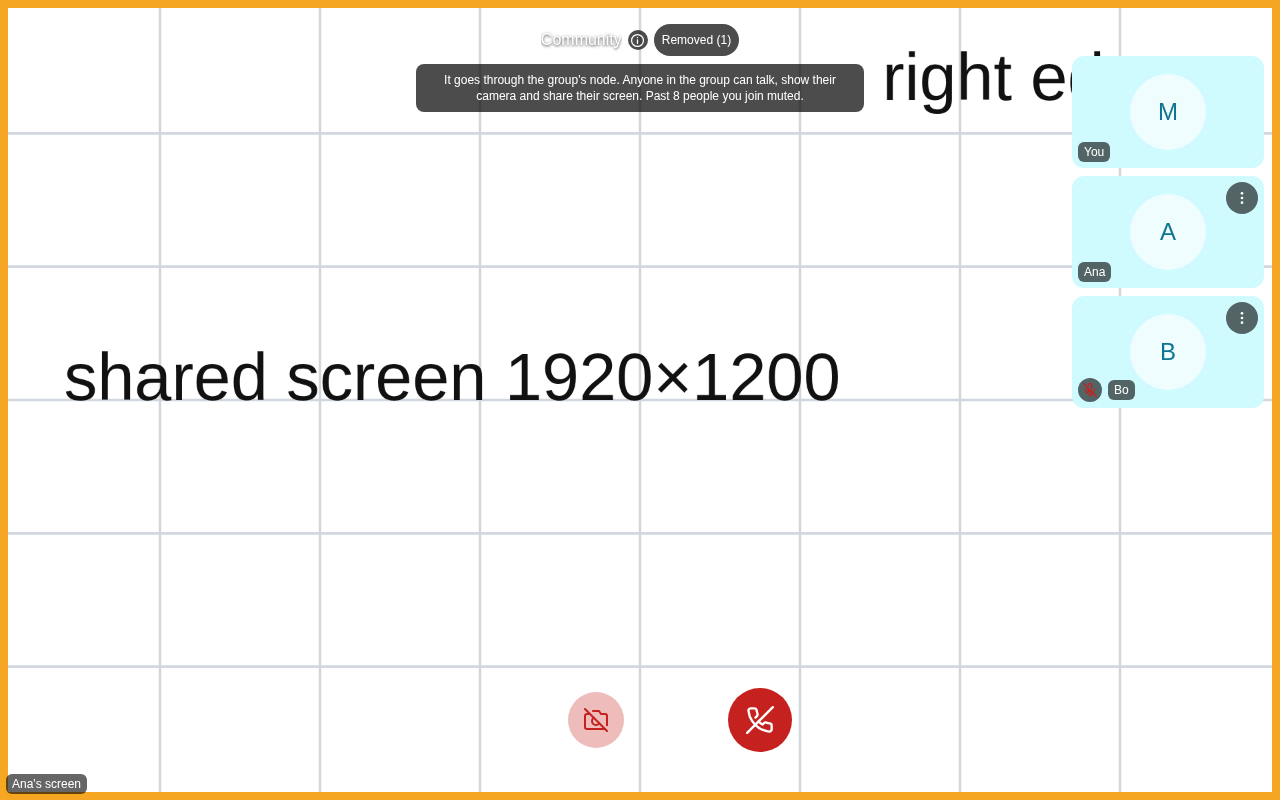 Community
Removed (1)
It goes through the group's node. Anyone in the group can talk, show their
camera and share their screen. Past 8 people you join muted.
right
M
You
A
Ana
B
Bo
shared screen 1920×1200
Ana's screen